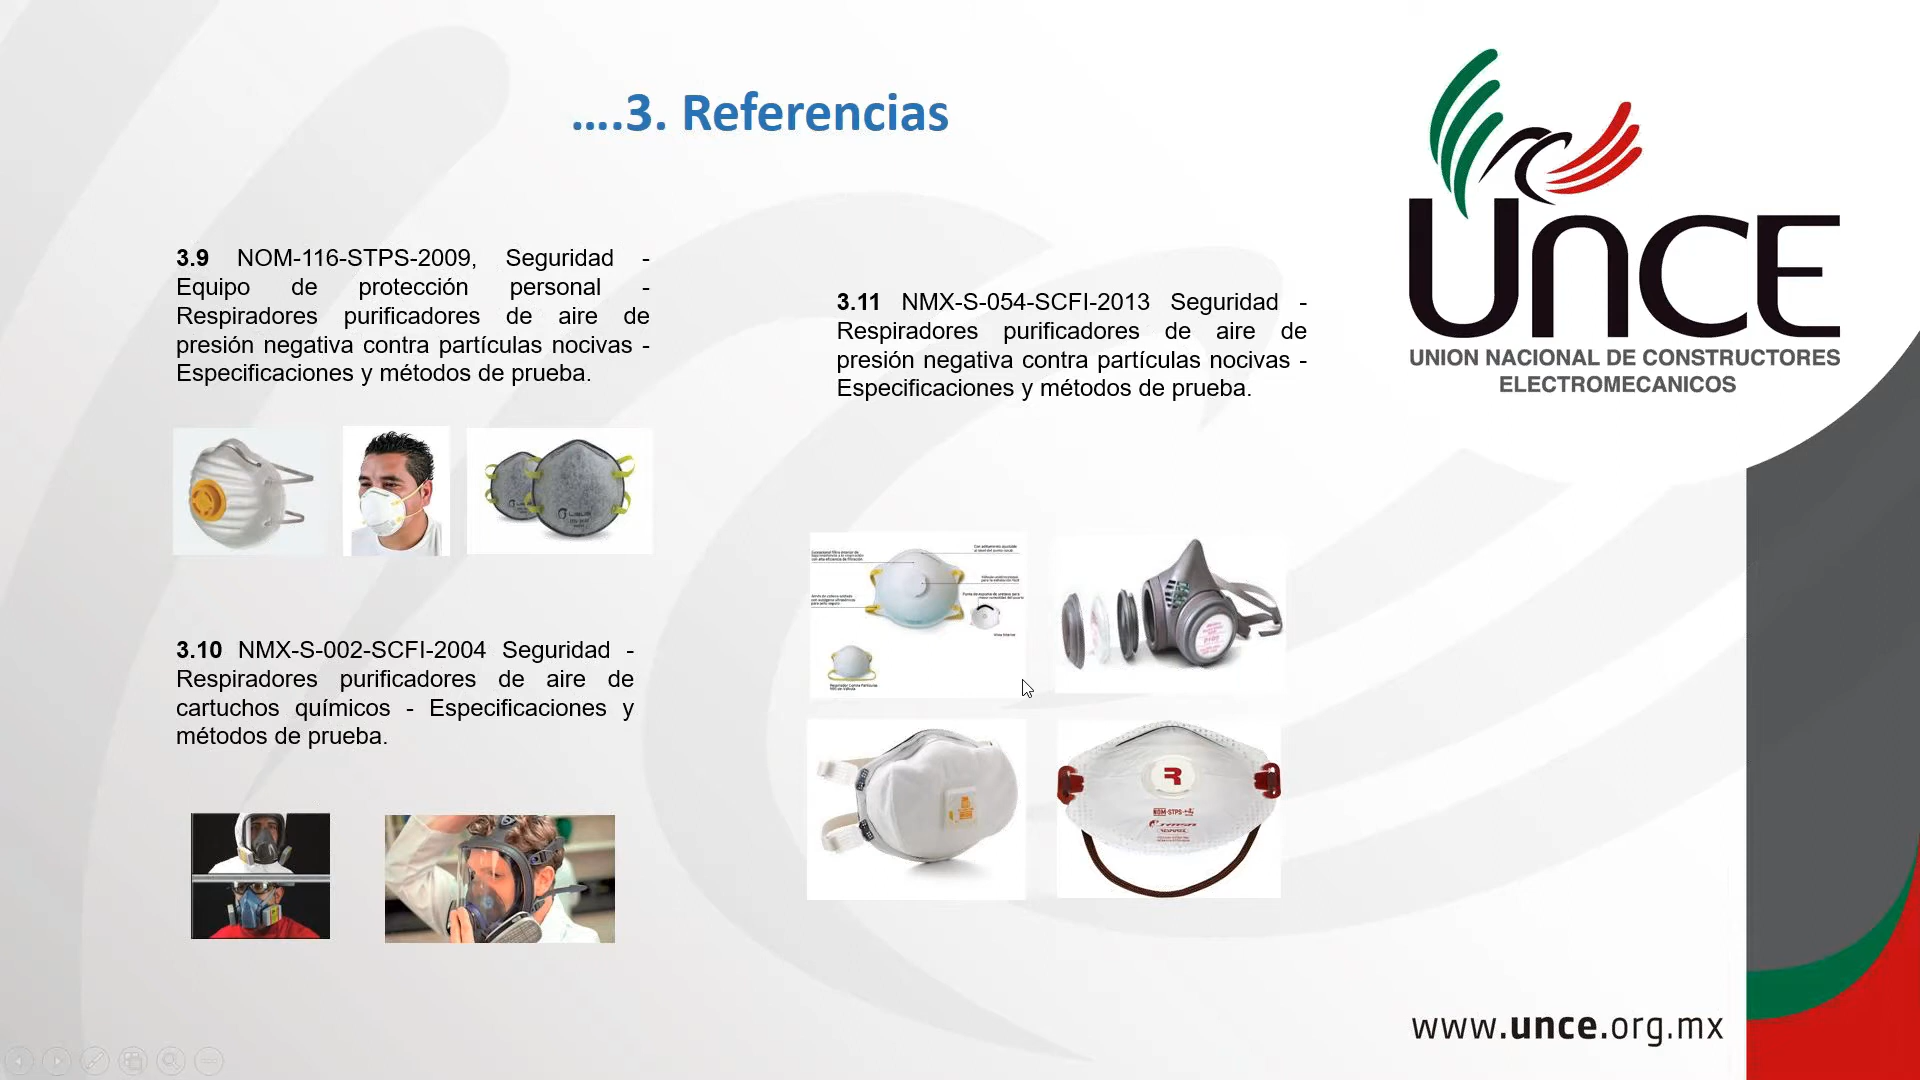 ....3. Referencias
3.9 NOM-116-STPS-2009, Seguridad -
Equipo de protección personal -
Respiradores purificadores de aire de
presión negativa contra partículas nocivas -
Especificaciones y métodos de prueba.
3.10 NMX-S-002-SCFI-2004 Seguridad -
Respiradores purificadores de aire de
cartuchos químicos - Especificaciones y
métodos de prueba.
3.11 NMX-S-054-SCFI-2013 Seguridad -
Respiradores purificadores de aire de
presión negativa contra partículas nocivas -
Especificaciones y métodos de prueba.
R
NOM-STPS
UNCE
UNION NACIONAL DE CONSTRUCTORES
ELECTROMECANICOS
www.unce.org.mx